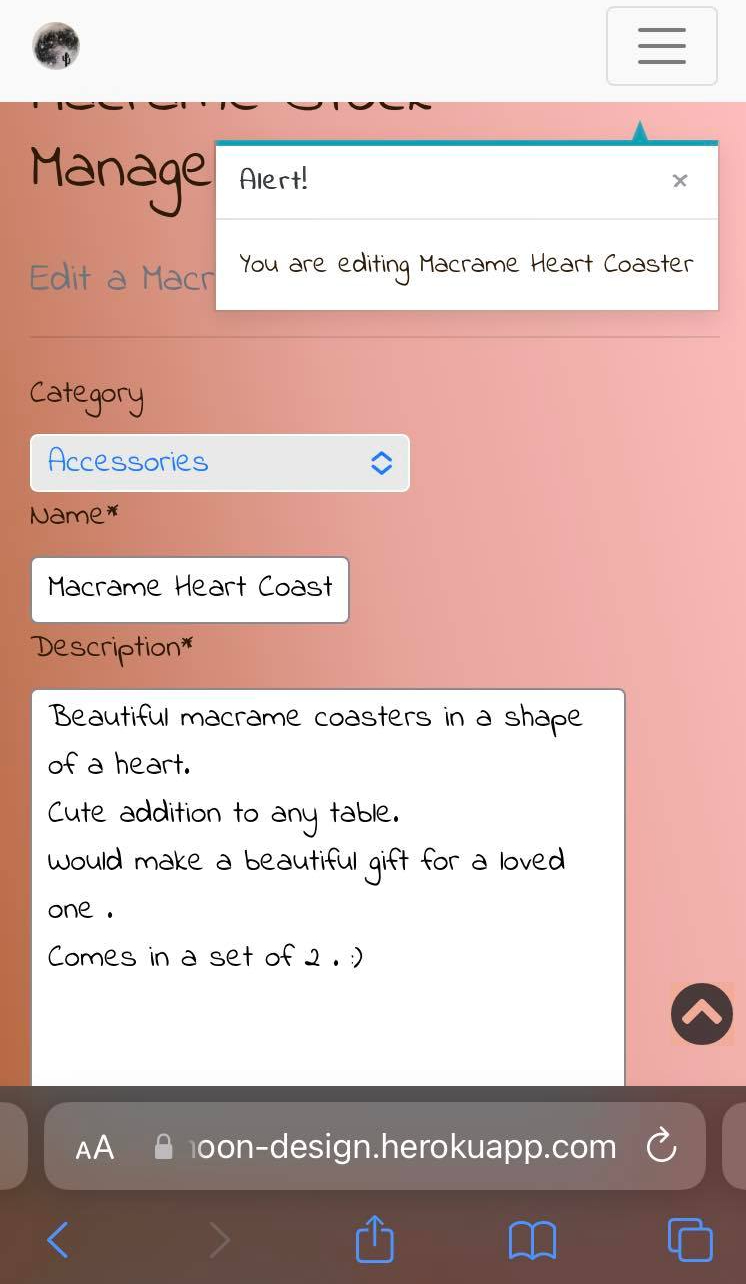 Macrame Stock
Manage
Alert!
×
Edit a Macr
You are editing Macrame Heart Coaster
Category
Accessories
Name*
Macrame Heart Coast
Description*
Beautiful macrame coasters in a shape
of a heart.
Cute addition to any table.
Would make a beautiful gift for a loved
one .
Comes in a set of 2 . :)
AA oon-design.herokuapp.com